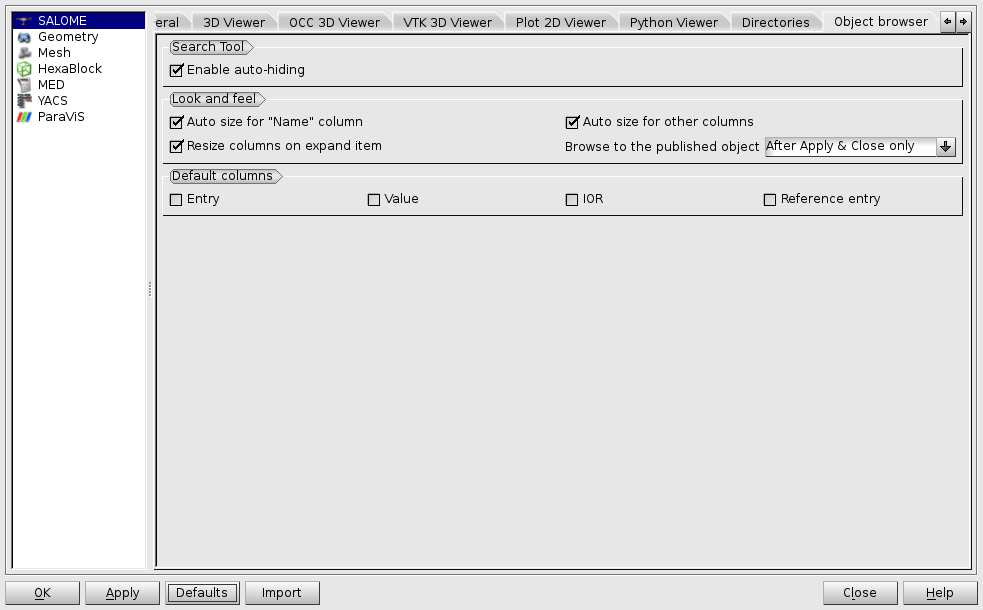 SALOME
Geometry
Mesh
HexaBlock
MED
YACS
ParaViS
eral 3D Viewer OCC 3D Viewer VTK 3D Viewer Plot 2D Viewer Python Viewer Directories Object browser
Search Tool
Enable auto-hiding
Look and feel
Auto size for "Name" column Auto size for other columns
Resize columns on expand item Browse to the published object After Apply & Close only
Default columns
Entry Value IOR Reference entry
OK Apply Defaults Import Close Help